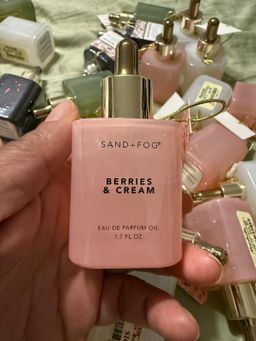 SAND + FOG®
BERRIES
& CREAM
EAU DE PARFUM OIL
1.7 FL OZ